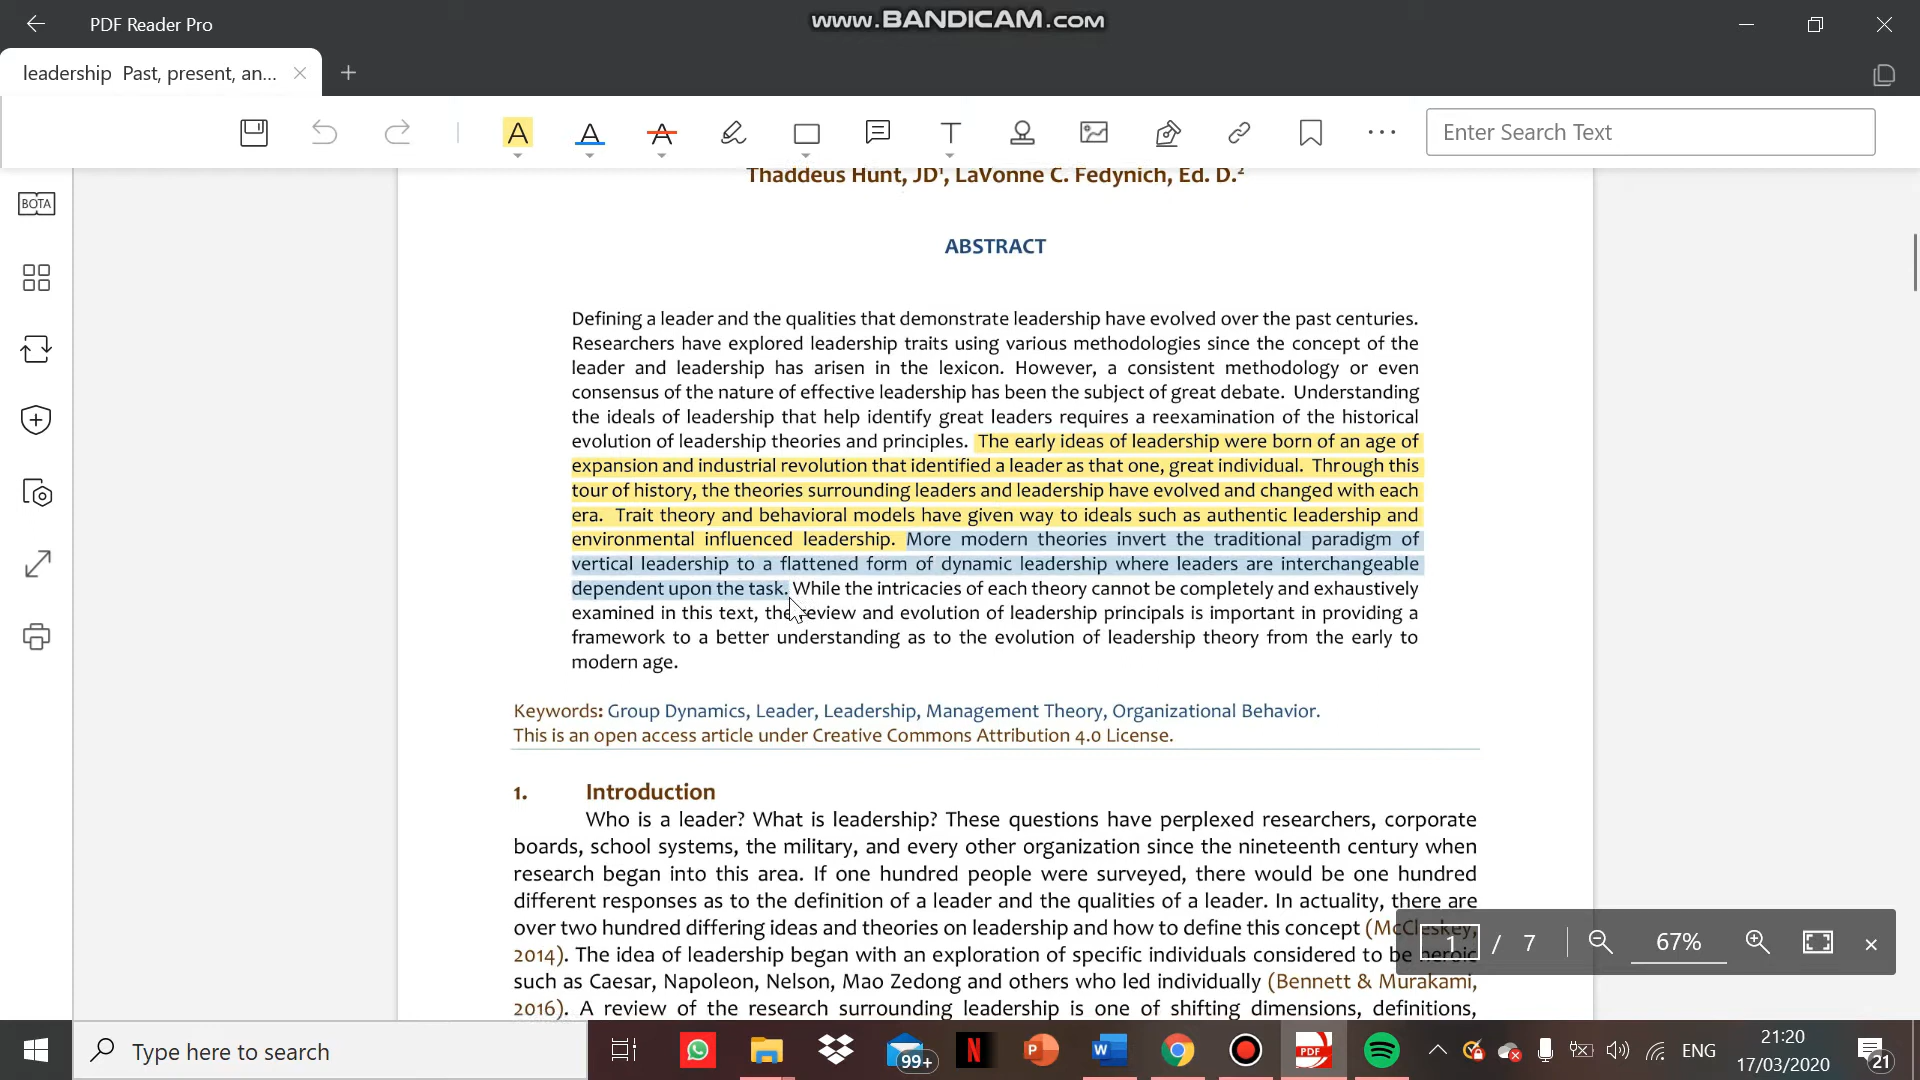 PDF Reader Pro
www.BANDICAM.com
leadership Past, present, an...
A
A
A
T
Enter Search Text
BOTA
Thaddeus Hunt, JD¹, LaVonne C. Fedynich, Ed. D.²
ABSTRACT
Defining a leader and the qualities that demonstrate leadership have evolved over the past centuries.
Researchers have explored leadership traits using various methodologies since the concept of the
leader and leadership has arisen in the lexicon. However, a consistent methodology or even
consensus of the nature of effective leadership has been the subject of great debate. Understanding
the ideals of leadership that help identify great leaders requires a reexamination of the historical
evolution of leadership theories and principles. The early ideas of leadership were born of an age of
expansion and industrial revolution that identified a leader as that one, great individual. Through this
tour of history, the theories surrounding leaders and leadership have evolved and changed with each
era. Trait theory and behavioral models have given way to ideals such as authentic leadership and
environmental influenced leadership. More modern theories invert the traditional paradigm of
vertical leadership to a flattened form of dynamic leadership where leaders are interchangeable
dependent upon the task. While the intricacies of each theory cannot be completely and exhaustively
examined in this text, the review and evolution of leadership principals is important in providing a
framework to a better understanding as to the evolution of leadership theory from the early to
modern age.
Keywords: Group Dynamics, Leader, Leadership, Management Theory, Organizational Behavior.
This is an open access article under Creative Commons Attribution 4.0 License.
1. Introduction
Who is a leader? What is leadership? These questions have perplexed researchers, corporate
boards, school systems, the military, and every other organization since the nineteenth century when
research began into this area. If one hundred people were surveyed, there would be one hundred
different responses as to the definition of a leader and the qualities of a leader. In actuality, there are
over two hundred differing ideas and theories on leadership and how to define this concept (McCleskey,
2014). The idea of leadership began with an exploration of specific individuals considered to be heroic
such as Caesar, Napoleon, Nelson, Mao Zedong and others who led individually (Bennett & Murakami,
2016). A review of the research surrounding leadership is one of shifting dimensions, definitions,
1 / 7
67%
Type here to search
99+
N
P
W
PDF
ENG
21:20
17/03/2020
21